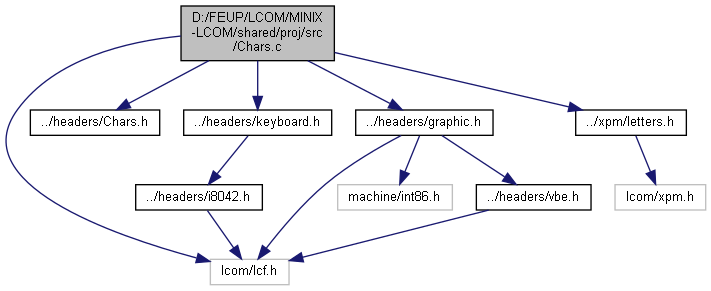 D:/FEUP/LCOM/MINIX
-LCOM/shared/proj/src
/Chars.c
../headers/Chars.h
../headers/keyboard.h
../headers/graphic.h
../xpm/letters.h
../headers/i8042.h
machine/int86.h
../headers/vbe.h
lcom/xpm.h
lcom/lcf.h